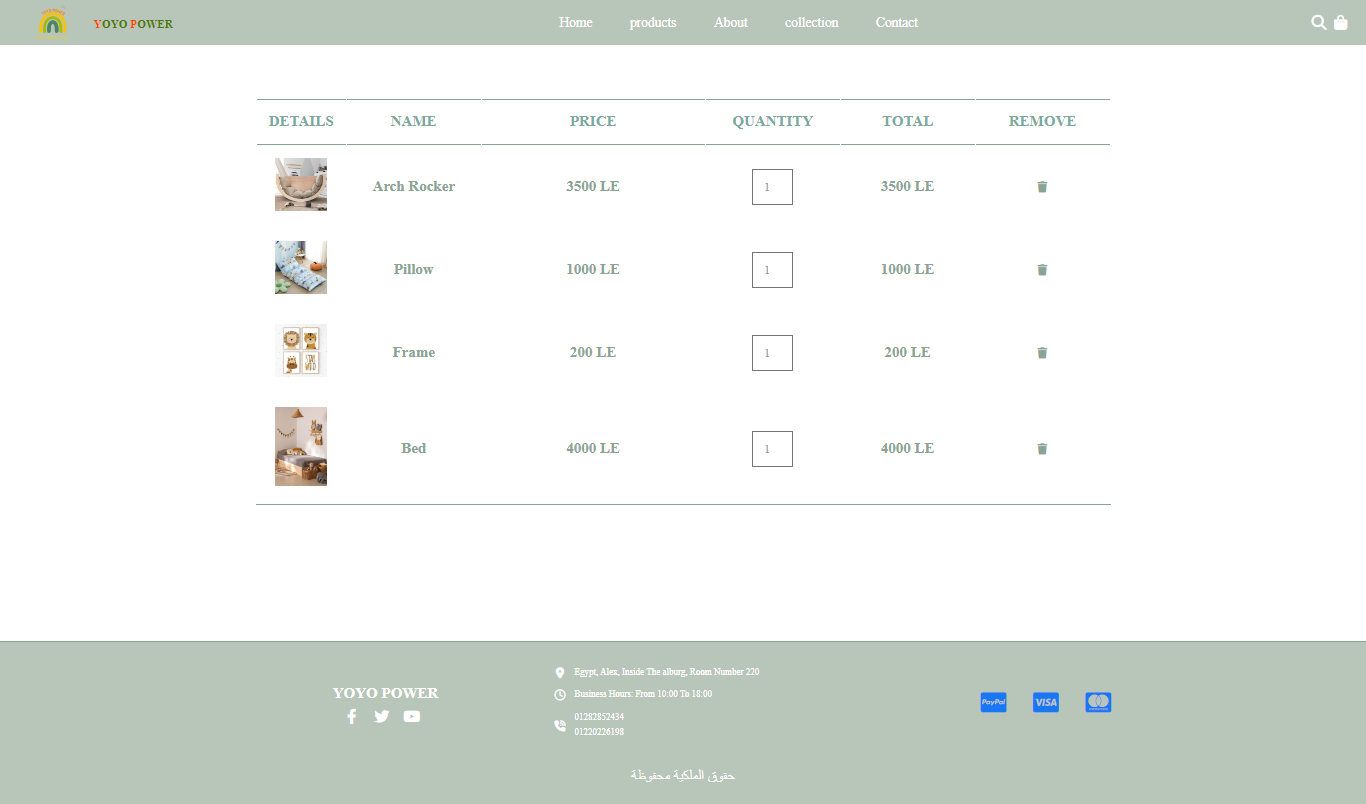 YOYO POWER
Home products About collection Contact
DETAILS NAME PRICE QUANTITY TOTAL REMOVE
Arch Rocker 3500 LE 1 3500 LE
Pillow 1000 LE 1 1000 LE
Frame 200 LE 1 200 LE
STAY WILD
Bed 4000 LE 1 4000 LE
YOYO POWER
Egypt, Alex, Inside The alburg, Room Number 220
Business Hours: From 10:00 To 18:00
01282852434
01220226198
PayPal VISA
حقوق الملكية محفوظة